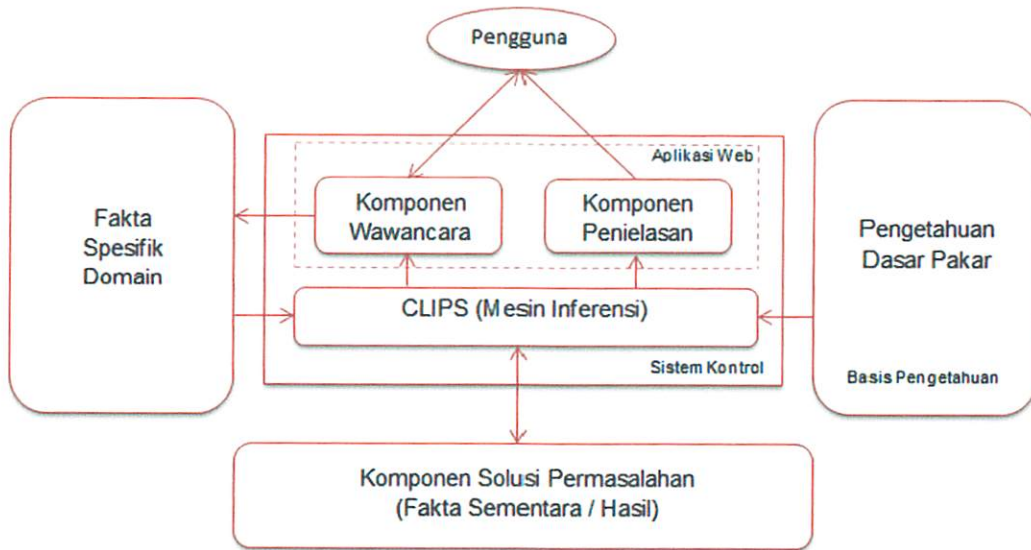 Pengguna
Aplikasi Web
Komponen
Wawancara
Komponen
Penielasan
Fakta
Spesifik
Domain
Pengetahuan
Dasar Pakar
CLIPS (Mesin Inferensi)
Sistem Kontrol
Basis Pengetahuan
Komponen Solusi Permasalahan
(Fakta Sementara / Hasil)